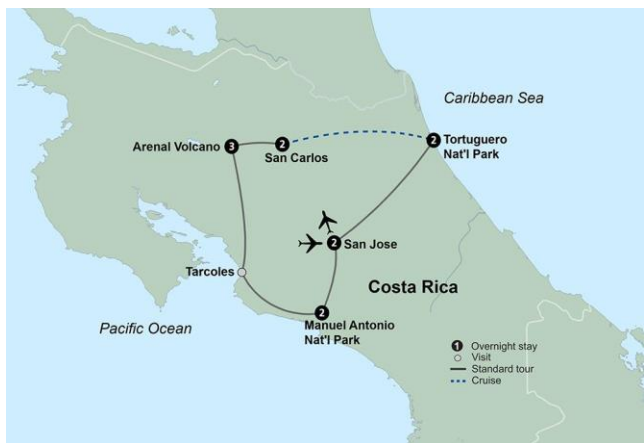 Caribbean Sea
Arenal Volcano
3
2
San Carlos
2
Tortuguero
Nat'l Park
2
San Jose
Tarcoles
Costa Rica
Pacific Ocean
2
Manuel Antonio
Nat'l Park
1 Overnight stay
Visit
Standard tour
Cruise